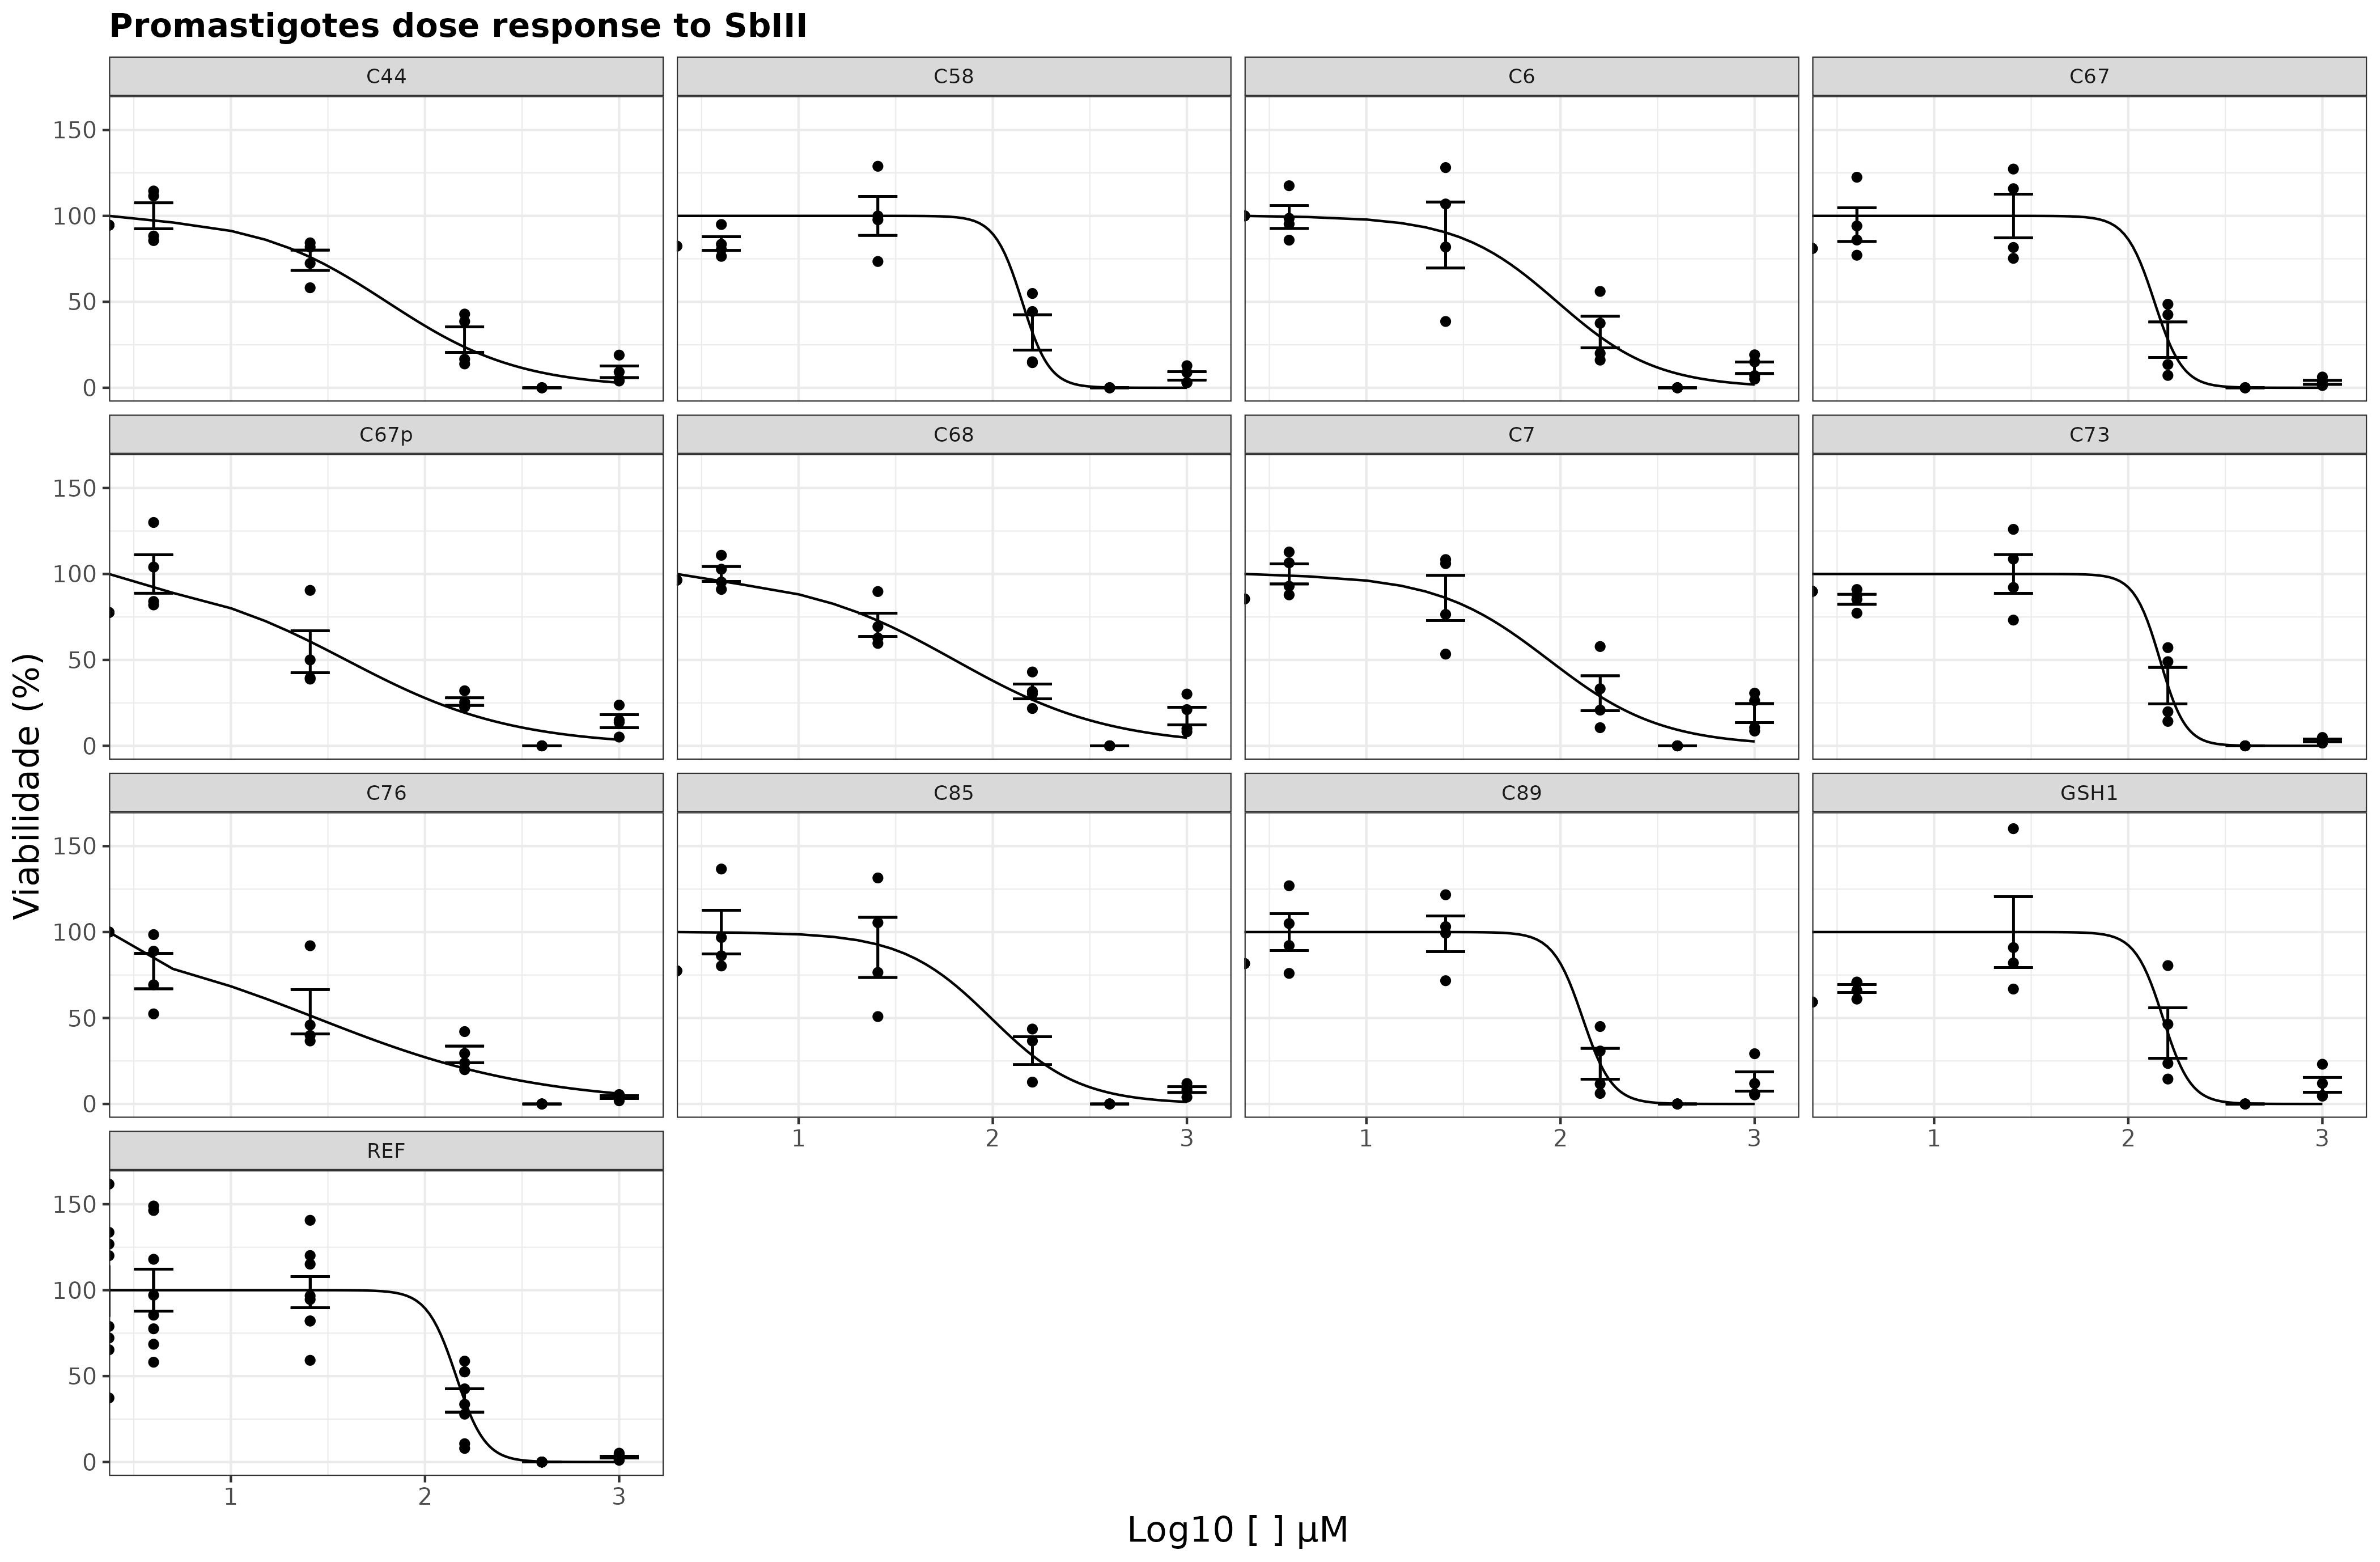 Promastigotes dose response to SbIII
C44 C58 C6 C67
150
100
50
0
C67p C68 C7 C73
150
100
50
0
C76 C85 C89 GSH1
150
100
50
0
1 2 3 1 2 3 1 2 3
REF
150
100
50
0
1 2 3
Viabilidade (%)
Log10 [ ] µM